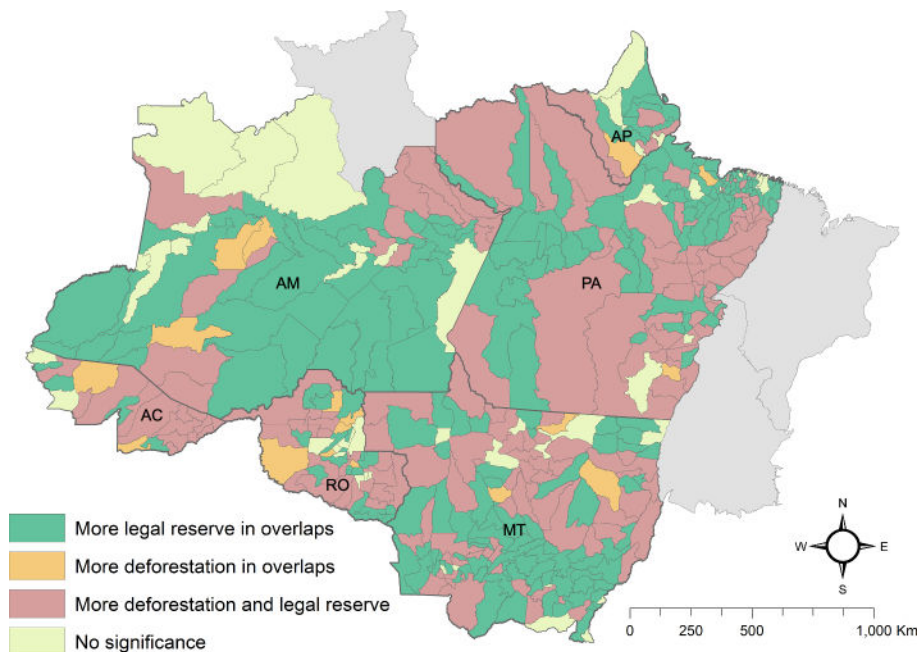 AP
AM
PA
AC
RO
MT
More legal reserve in overlaps
More deforestation in overlaps
More deforestation and legal reserve
No significance
N
W E
S
0 250 500 1,000 Km